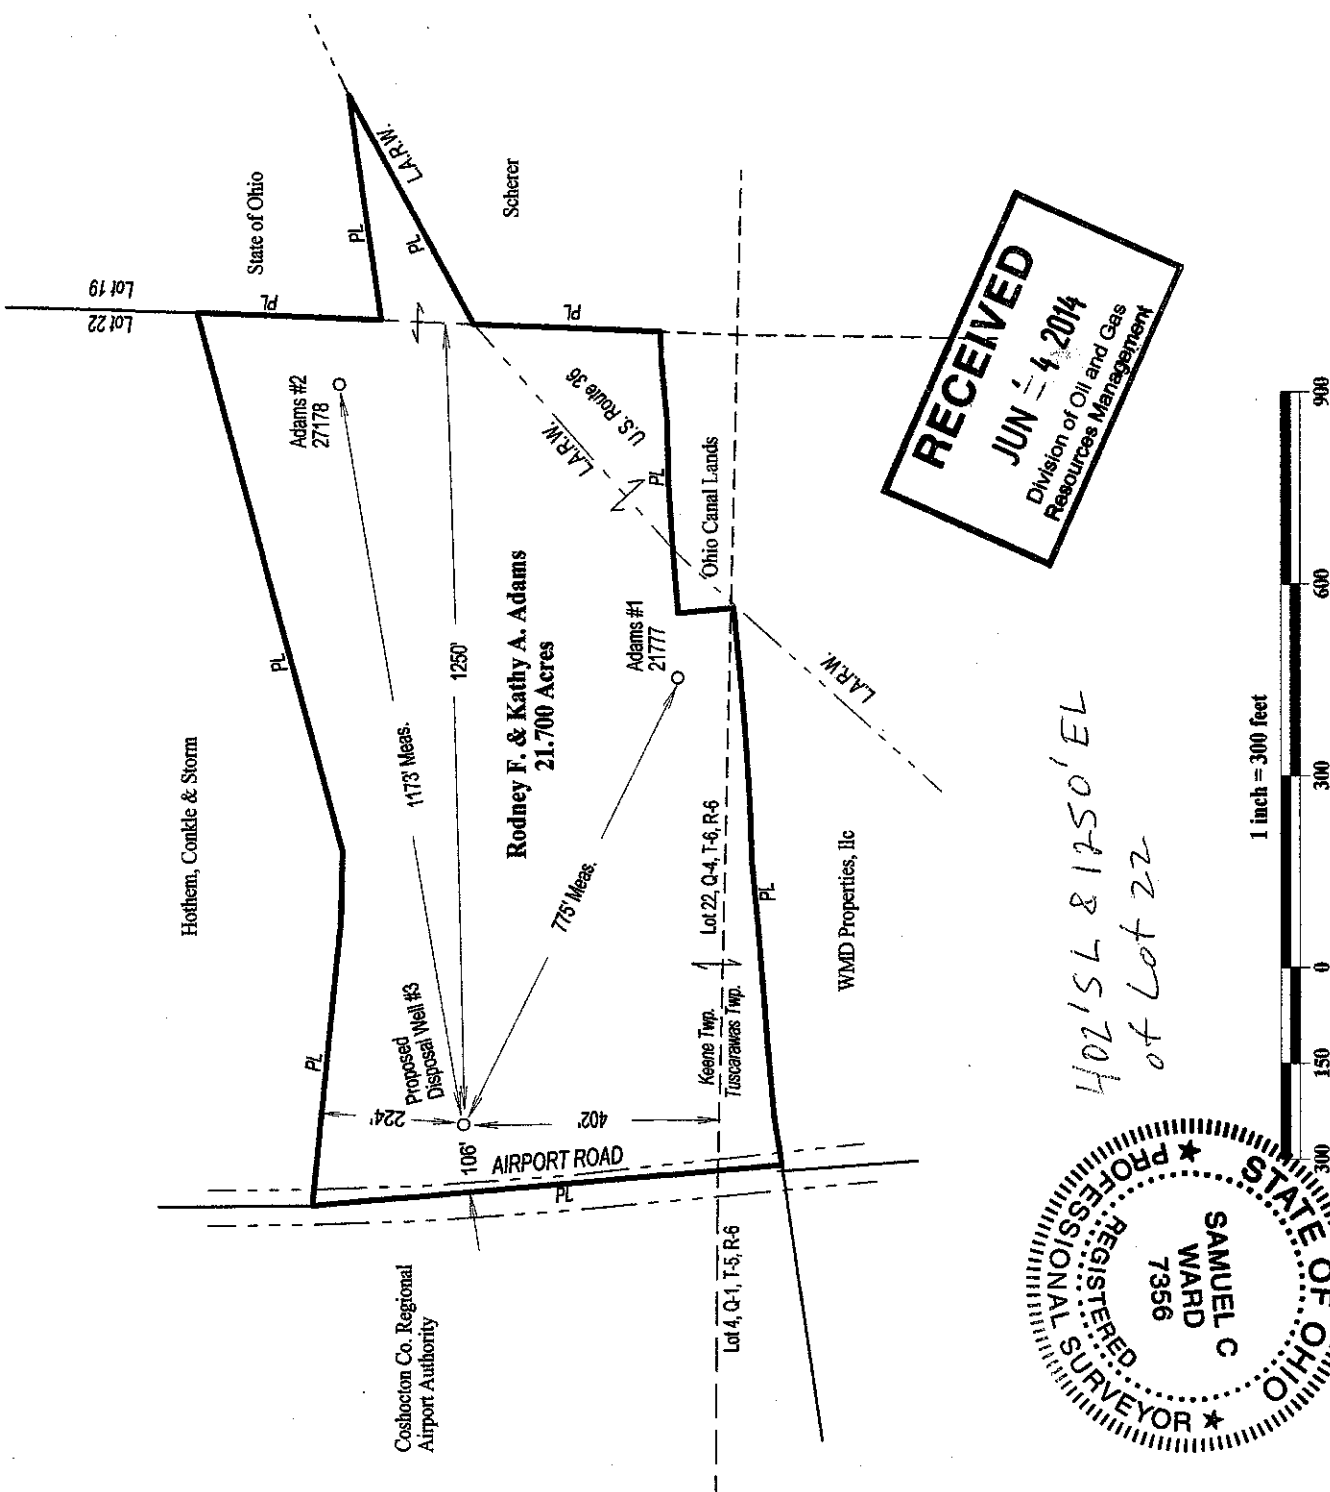 Lot 19
Lot 22
State of Ohio
Scherer
Hothem, Conkle & Storm
PL
PL
PL
PL
L.A.R.W.
PL
PL
PL
PL
PL
Adams #2
27178
1173' Meas.
1250'
Rodney F. & Kathy A. Adams
21.700 Acres
L.A.R.W.
U.S. Route 36
Ohio Canal Lands
Adams #1
21777
775' Meas.
L.A.R.W.
Proposed
Disposal Well #3
224'
402'
106'
AIRPORT ROAD
Keene Twp.
Tuscarawas Twp.
Lot 22, Q-4, T-6, R-6
Lot 4, Q-1, T-5, R-6
WMD Properties, llc
Coshocton Co. Regional
Airport Authority
RECEIVED
JUN - 4 2014
Division of Oil and Gas
Resources Management
402' SL & 1250' EL
of Lot 22
1 inch = 300 feet
300 150 0 300 600 900
STATE OF OHIO
SAMUEL C
WARD
7356
REGISTERED
PROFESSIONAL SURVEYOR